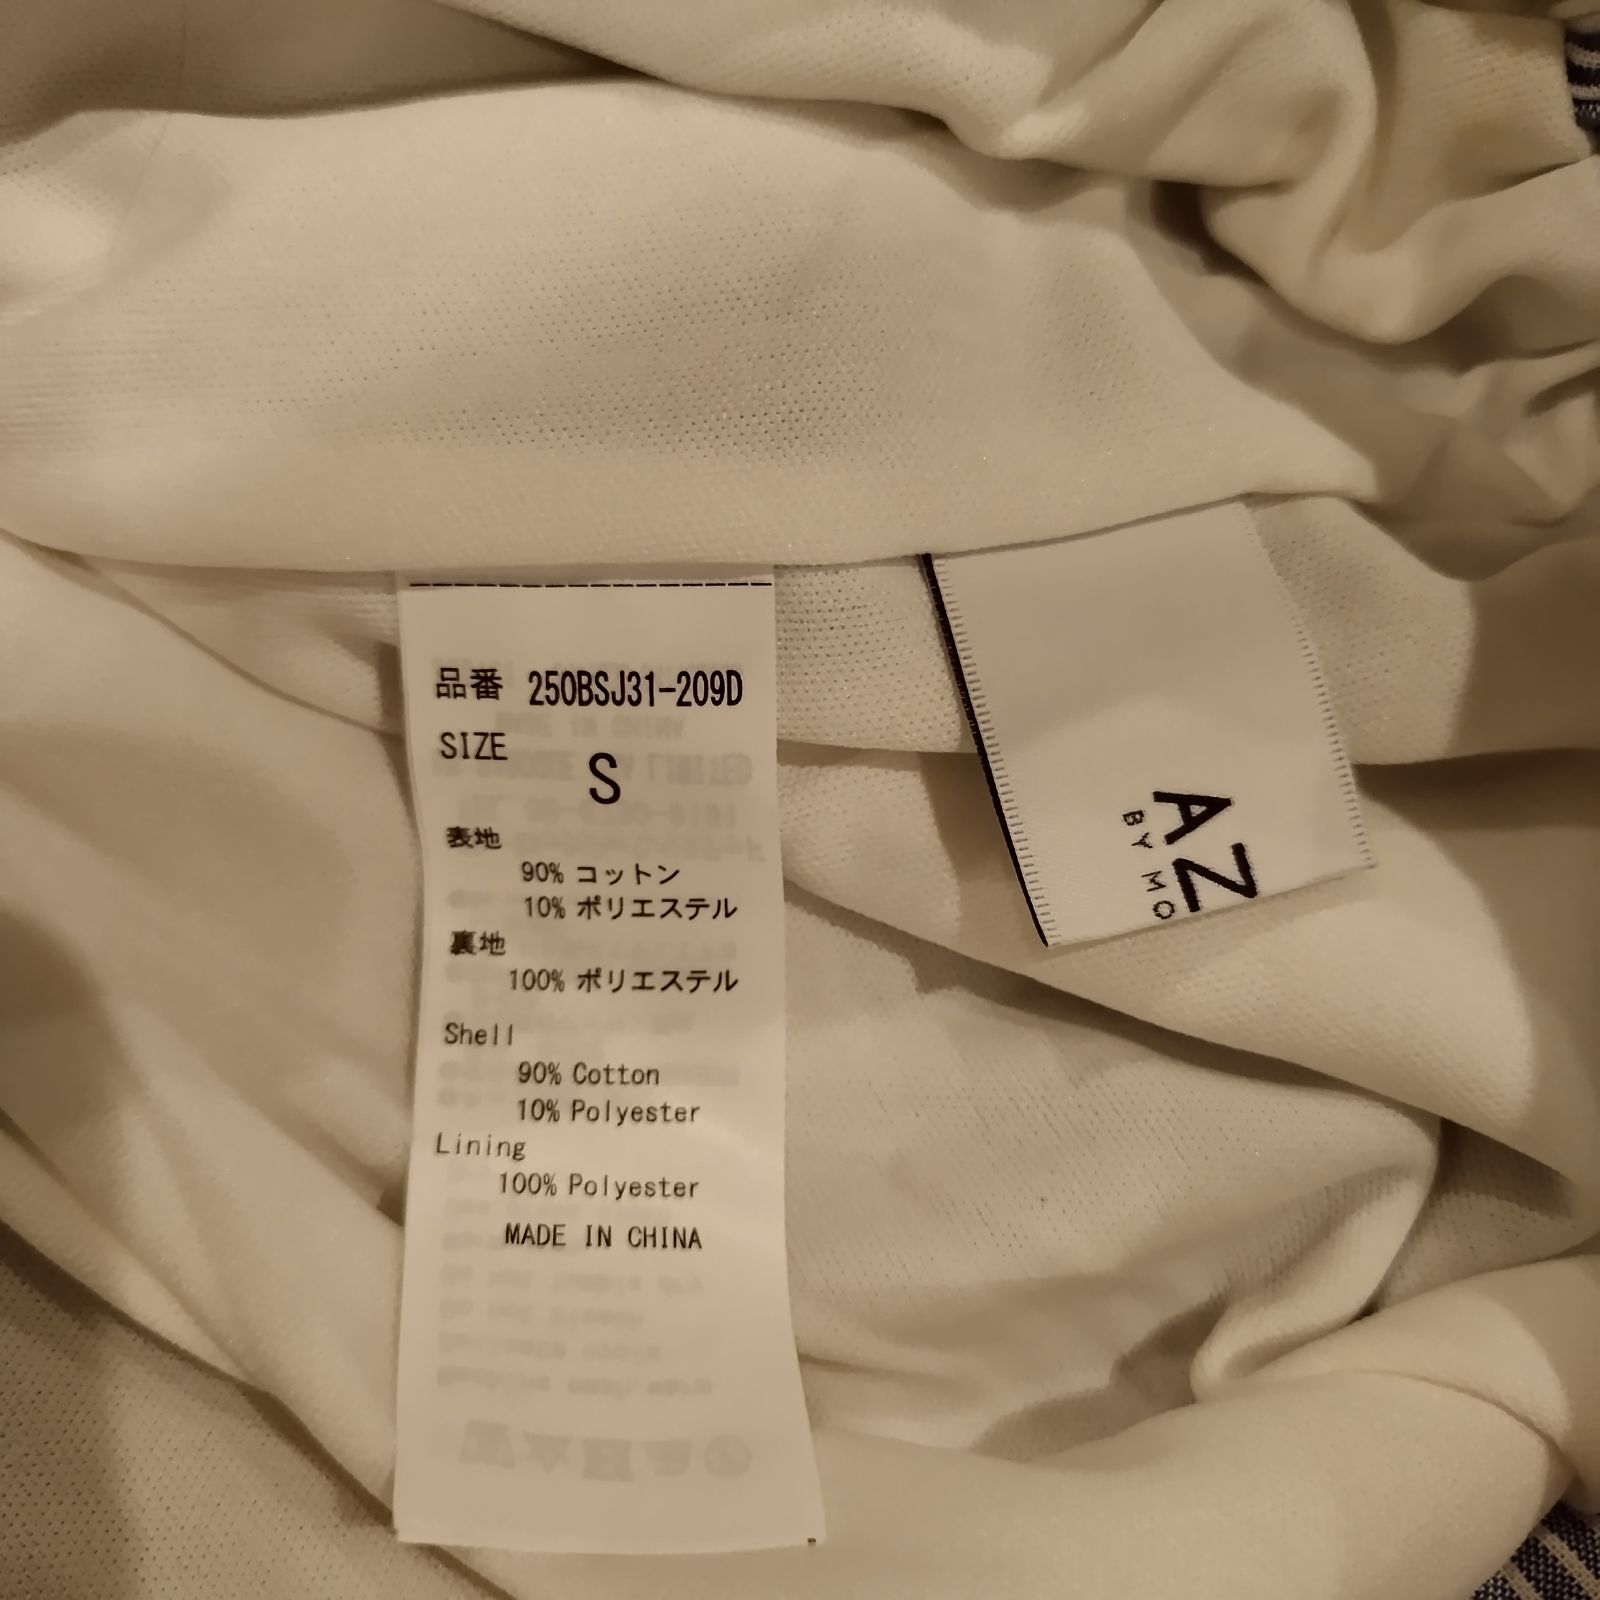 品番 250BSJ31-209D
SIZE S
表地
90% コットン
10% ポリエステル
裏地
100% ポリエステル
Shell
90% Cotton
10% Polyester
Lining
100% Polyester
MADE IN CHINA
AZ
BY MO